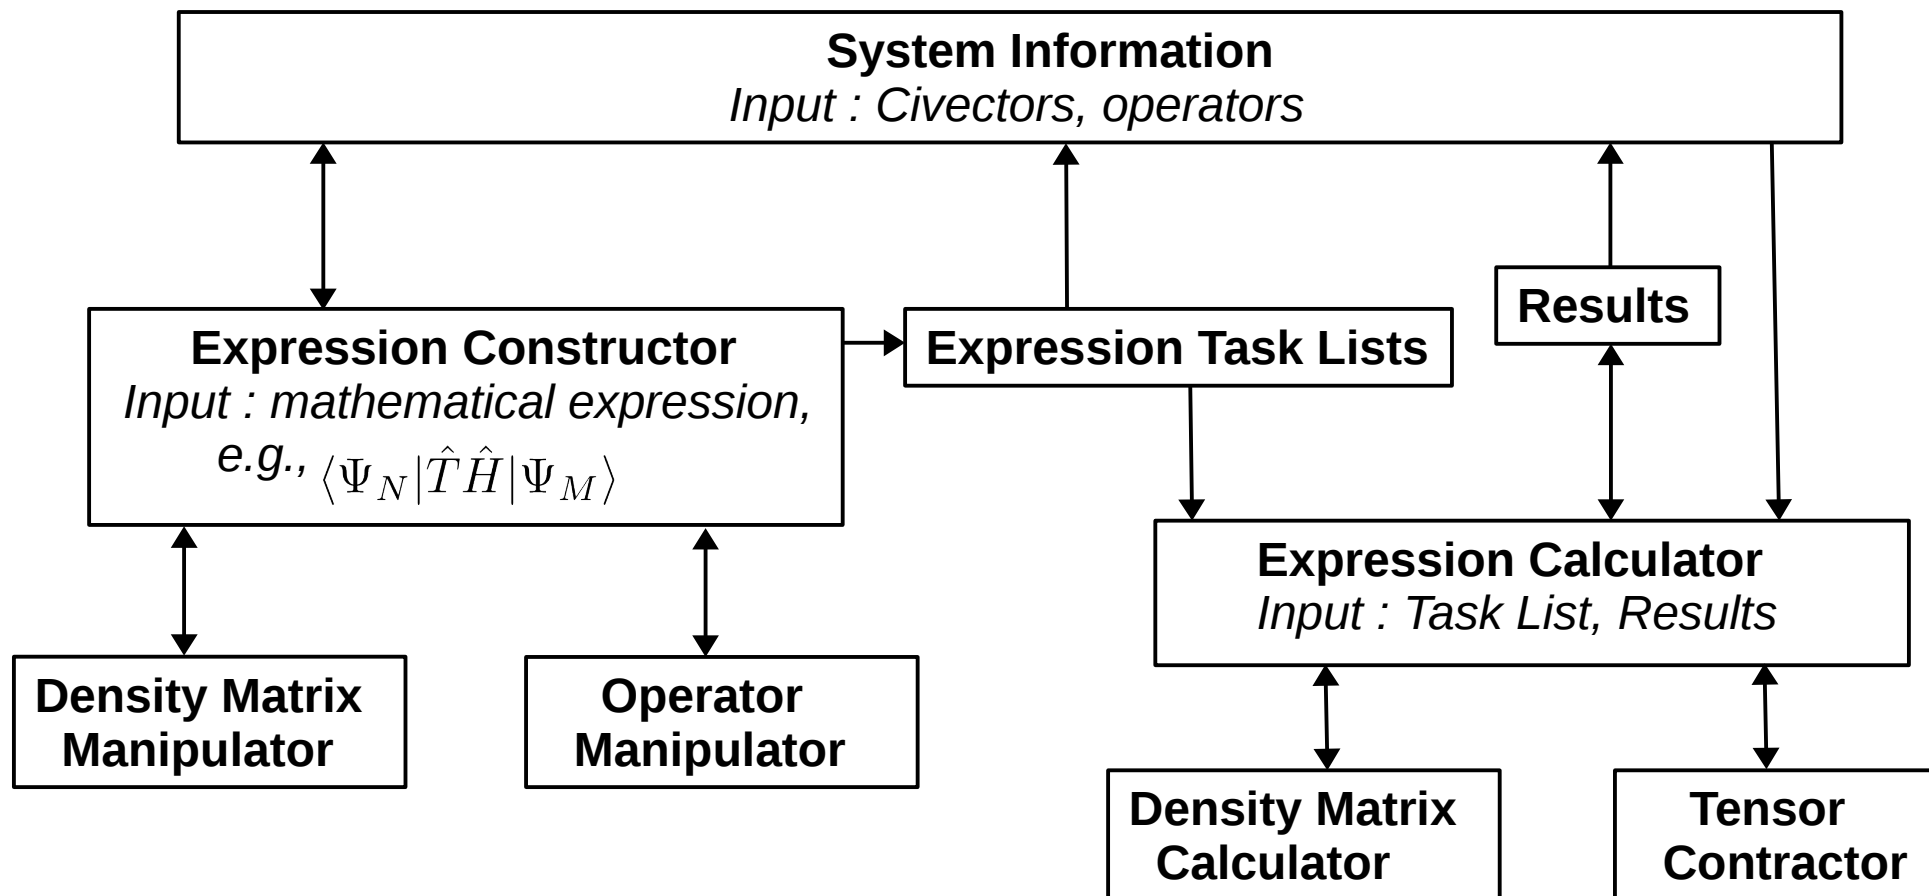 System Information
Input : Civectors, operators
Results
Expression Constructor
Input : mathematical expression,
e.g., ⟨Ψ_N|T̂Ĥ|Ψ_M⟩
Expression Task Lists
Expression Calculator
Input : Task List, Results
Density Matrix
Manipulator
Operator
Manipulator
Density Matrix
Calculator
Tensor
Contractor